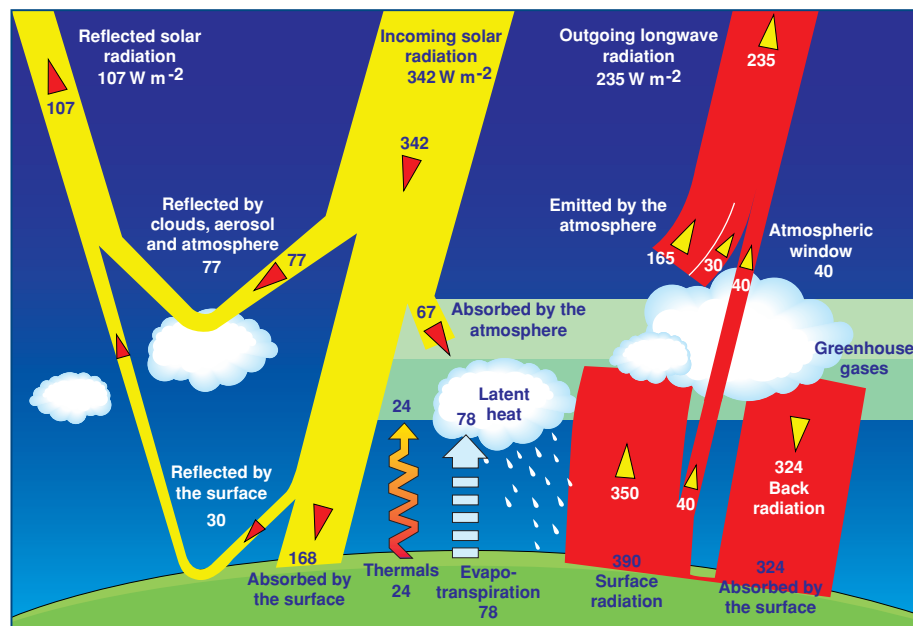 Reflected solar
radiation
107 W m-2
107
Incoming solar
radiation
342 W m-2
342
Outgoing longwave
radiation
235 W m-2
235
Reflected by
clouds, aerosol
and atmosphere
77
77
Emitted by the
atmosphere
165
30
40
Atmospheric
window
40
67
Absorbed by the
atmosphere
Greenhouse
gases
Latent
heat
78
24
Reflected by
the surface
30
350
40
324
Back
radiation
168
Absorbed by
the surface
Thermals
24
Evapo-
transpiration
78
390
Surface
radiation
324
Absorbed by
the surface